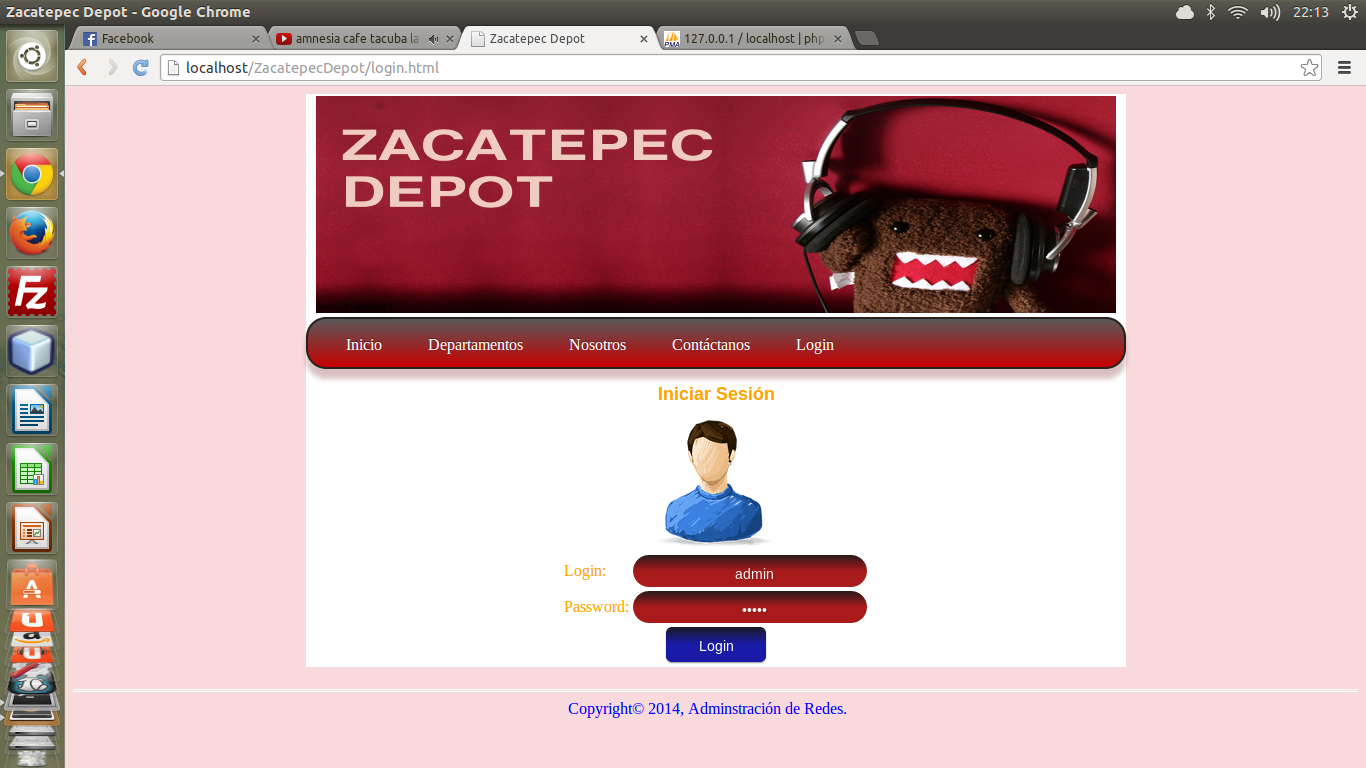 Zacatepec Depot - Google Chrome
22:13
Facebook
amnesia cafe tacuba la
Zacatepec Depot
PMA
127.0.0.1 / localhost | php
localhost/ZacatepecDepot/login.html
ZACATEPEC
DEPOT
Inicio
Departamentos
Nosotros
Contáctanos
Login
Iniciar Sesión
Login:
admin
Password:
•••••
Login
Copyright© 2014, Adminstración de Redes.